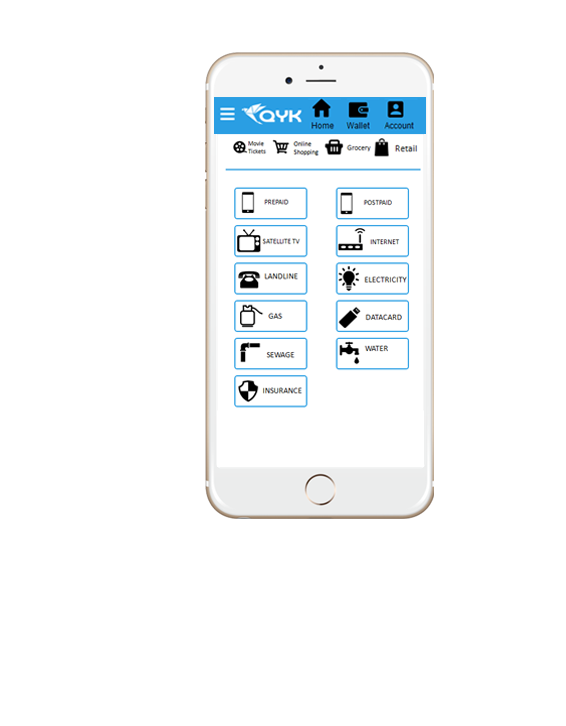 QYK
Home Wallet Account
Movie Tickets Online Shopping Grocery Retail
PREPAID POSTPAID
SATELLITE TV INTERNET
LANDLINE ELECTRICITY
GAS DATACARD
SEWAGE WATER
INSURANCE